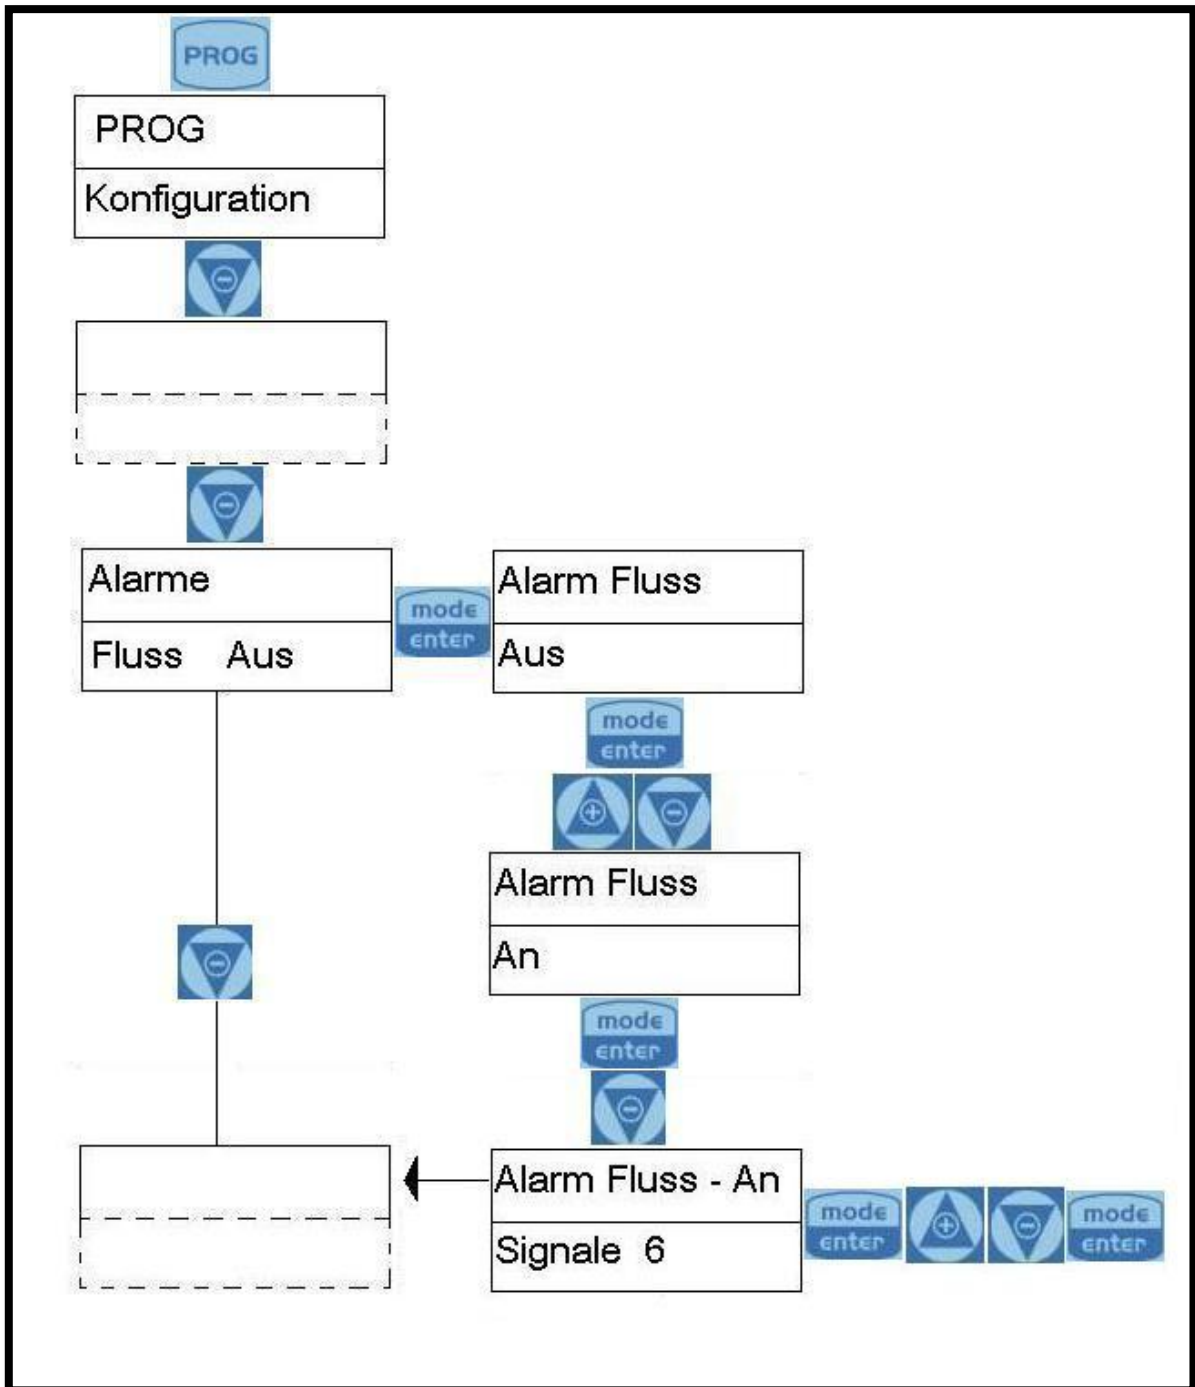 PROG
PROG
Konfiguration
Alarme
Fluss Aus
mode
enter
Alarm Fluss
Aus
mode
enter
Alarm Fluss
An
mode
enter
Alarm Fluss - An
Signale 6
mode
enter
mode
enter